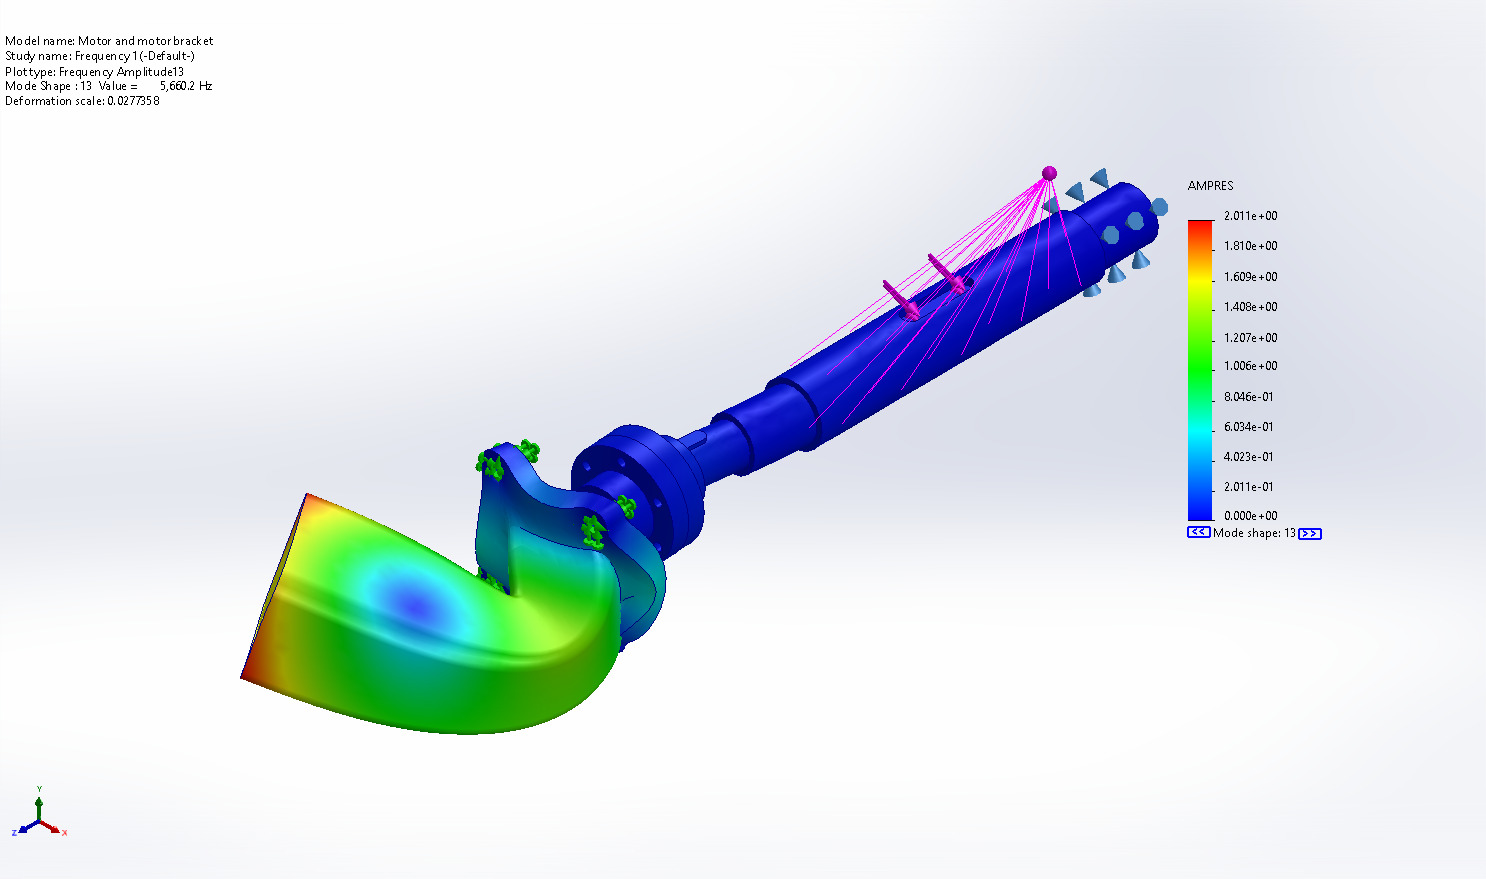 Model name: Motor and motor bracket
Study name: Frequency 1(-Default-)
Plot type: Frequency Amplitude13
Mode Shape : 13  Value =       5,660.2 Hz
Deformation scale: 0.0277358
AMPRES
2.011e+00
1.810e+00
1.609e+00
1.408e+00
1.207e+00
1.006e+00
8.046e-01
6.034e-01
4.023e-01
2.011e-01
0.000e+00
<< Mode shape: 13 >>
Y
Z
X